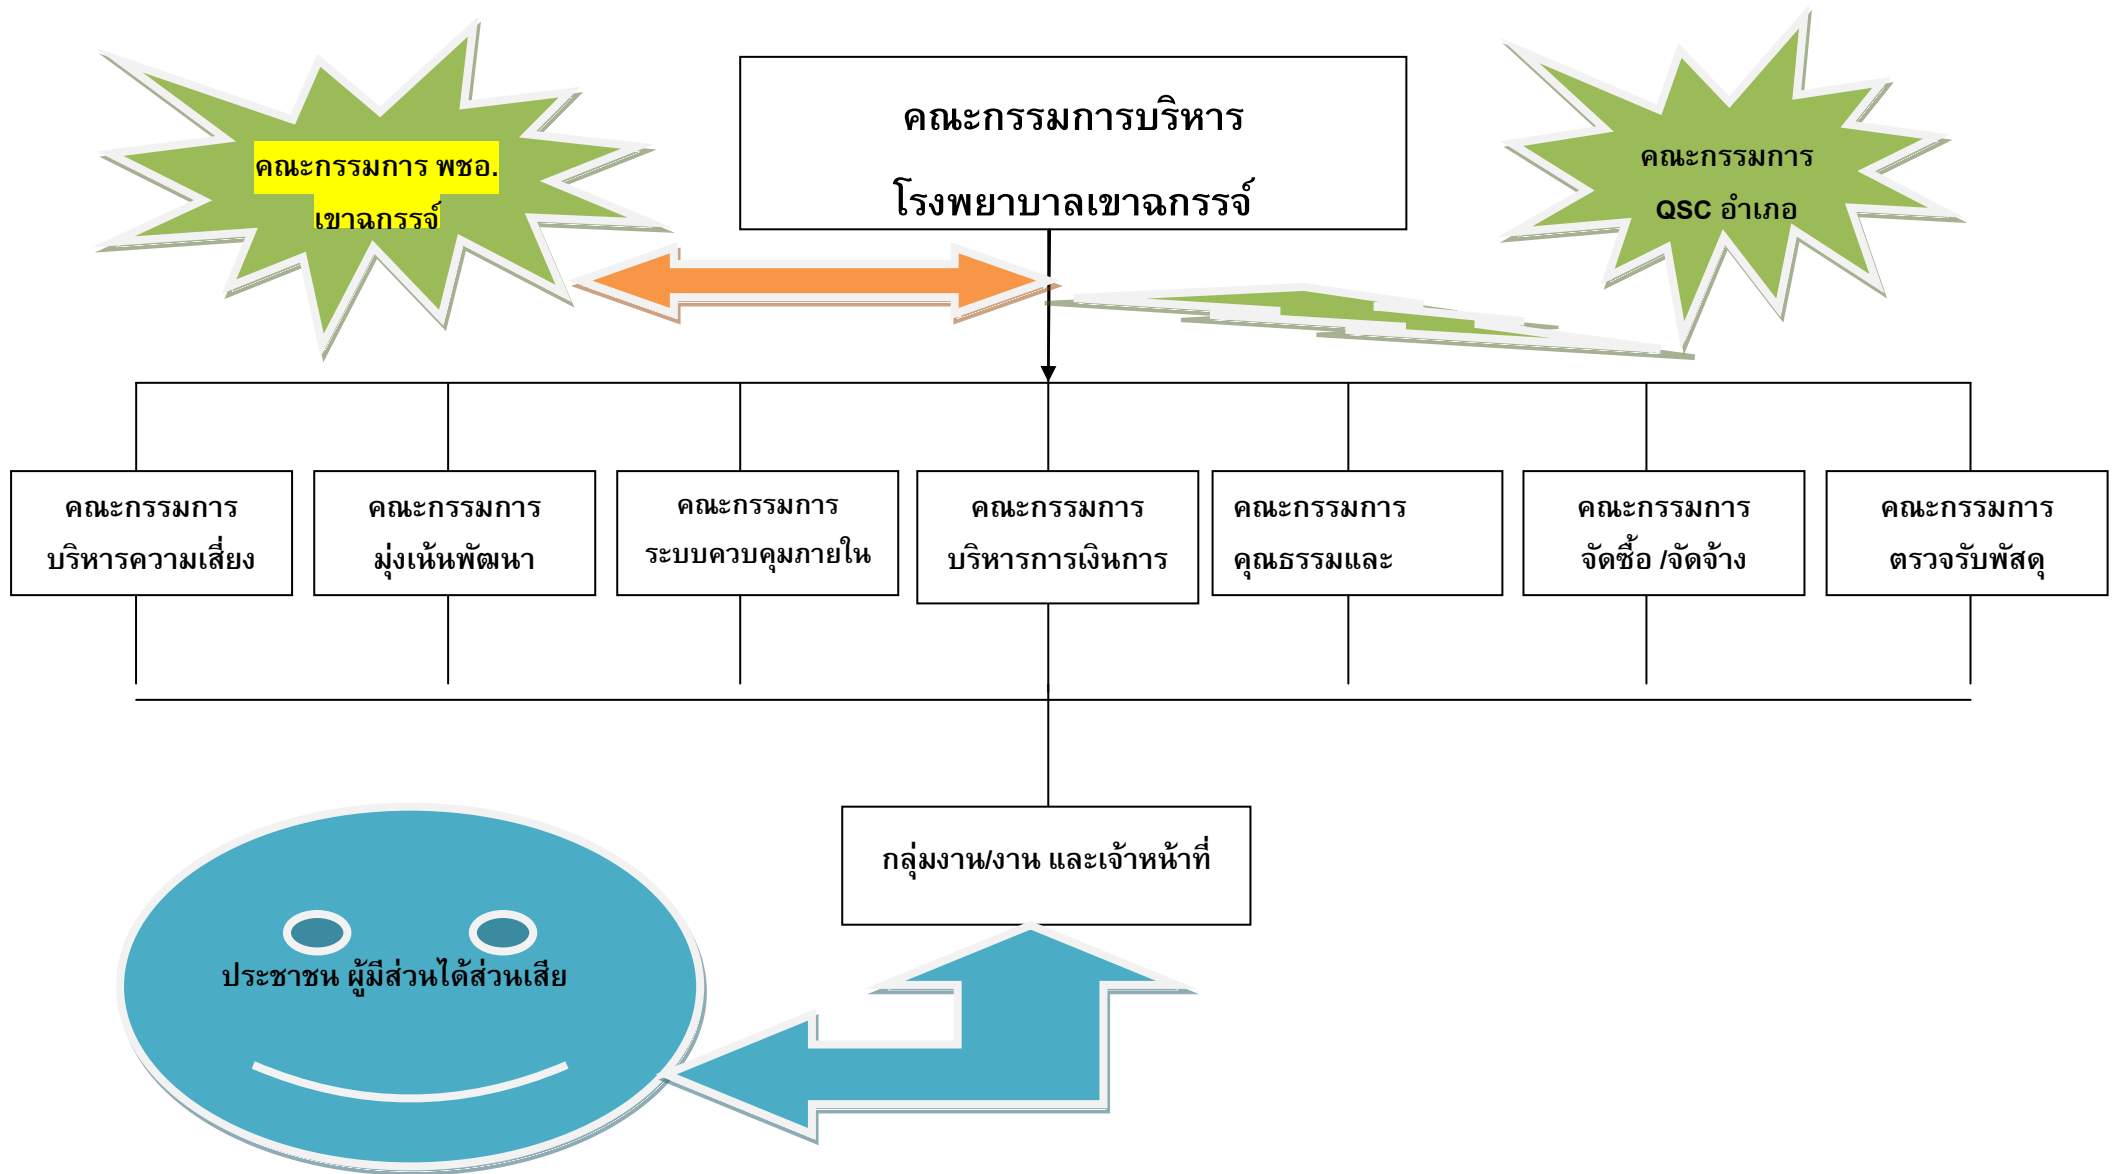 คณะกรรมการ พชอ.
เขาฉกรรจ์
คณะกรรมการบริหาร
โรงพยาบาลเขาฉกรรจ์
คณะกรรมการ
QSC อำเภอ
คณะกรรมการ
บริหารความเสี่ยง
คณะกรรมการ
มุ่งเน้นพัฒนา
คณะกรรมการ
ระบบควบคุมภายใน
คณะกรรมการ
บริหารการเงินการ
คณะกรรมการ
คุณธรรมและ
คณะกรรมการ
จัดซื้อ /จัดจ้าง
คณะกรรมการ
ตรวจรับพัสดุ
กลุ่มงาน/งาน และเจ้าหน้าที่
ประชาชน ผู้มีส่วนได้ส่วนเสีย